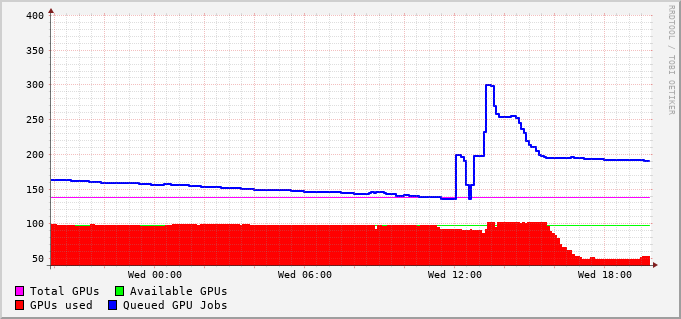 RRDTOOL / TOBI OETIKER
400
350
300
250
200
150
100
50
Wed 00:00 Wed 06:00 Wed 12:00 Wed 18:00
Total GPUs Available GPUs
GPUs used Queued GPU Jobs